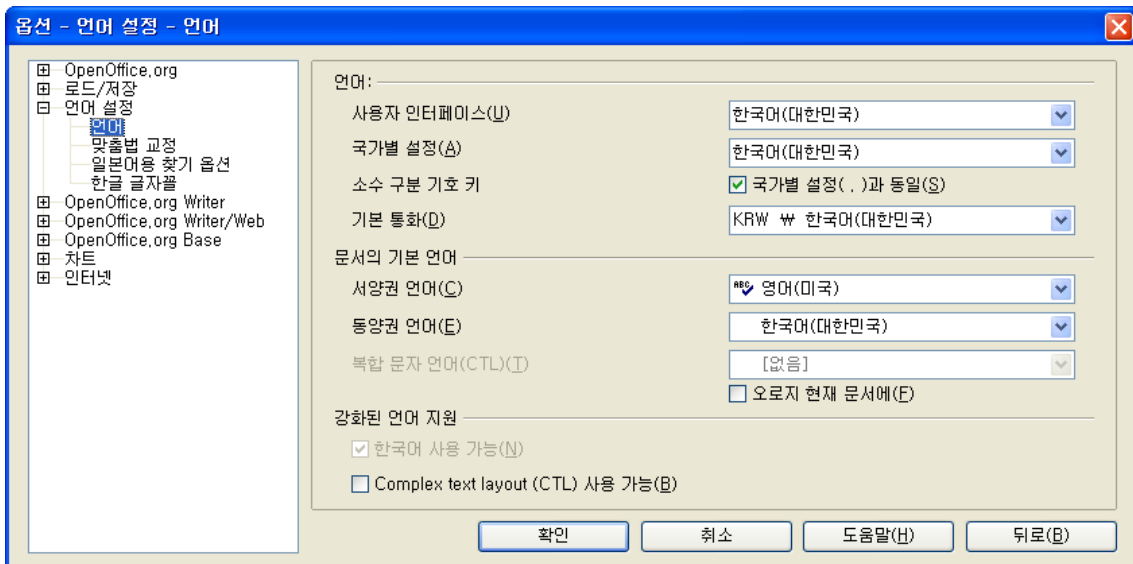 옵션 - 언어 설정 - 언어
OpenOffice.org
로드/저장
언어 설정
언어
맞춤법 교정
일본어용 찾기 옵션
한글 글자꼴
OpenOffice.org Writer
OpenOffice.org Writer/Web
OpenOffice.org Base
차트
인터넷
언어:
사용자 인터페이스(U) 한국어(대한민국)
국가별 설정(A) 한국어(대한민국)
소수 구분 기호 키 국가별 설정( . )과 동일(S)
기본 통화(D) KRW ₩ 한국어(대한민국)
문서의 기본 언어
서양권 언어(C) ABC 영어(미국)
동양권 언어(E) 한국어(대한민국)
복합 문자 언어(CTL)(T) [없음]
오로지 현재 문서에(F)
강화된 언어 지원
한국어 사용 가능(N)
Complex text layout (CTL) 사용 가능(B)
확인 취소 도움말(H) 뒤로(B)